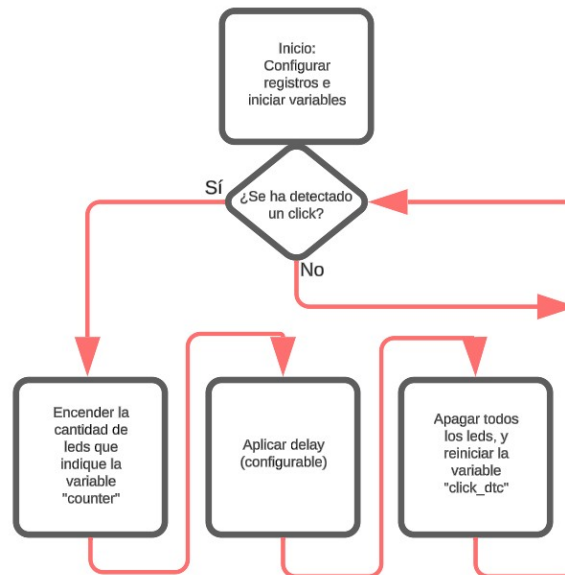 Inicio:
Configurar
registros e
iniciar variables
¿Se ha detectado
un click?
Sí
No
Encender la
cantidad de
leds que
indique la
variable
"counter"
Aplicar delay
(configurable)
Apagar todos
los leds, y
reiniciar la
variable
"click_dtc"